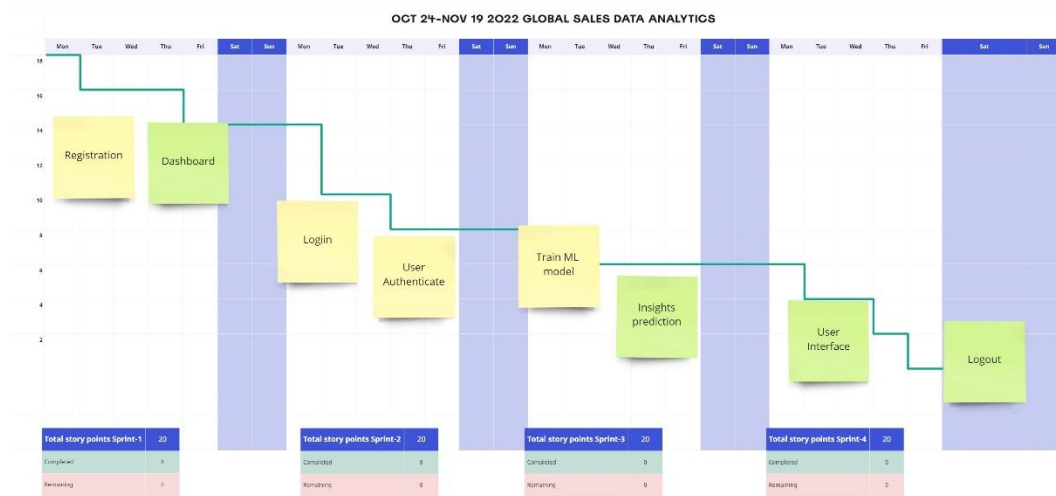 OCT 24-NOV 19 2022 GLOBAL SALES DATA ANALYTICS
Mon Tue Wed Thu Fri Sat Sun Mon Tue Wed Thu Fri Sat Sun Mon Tue Wed Thu Fri Sat Sun Mon Tue Wed Thu Fri Sat Sun
18
16
14
12
10
8
6
4
2
Registration
Dashboard
Logiin
User
Authenticate
Train ML
model
Insights
prediction
User
Interface
Logout
Total story points Sprint-1 20
Completed
Remaining 0
Total story points Sprint-2 20
Completed 0
Remaining 0
Total story points Sprint-3 20
Completed 0
Remaining 0
Total story points Sprint-4 20
Completed 0
Remaining 0